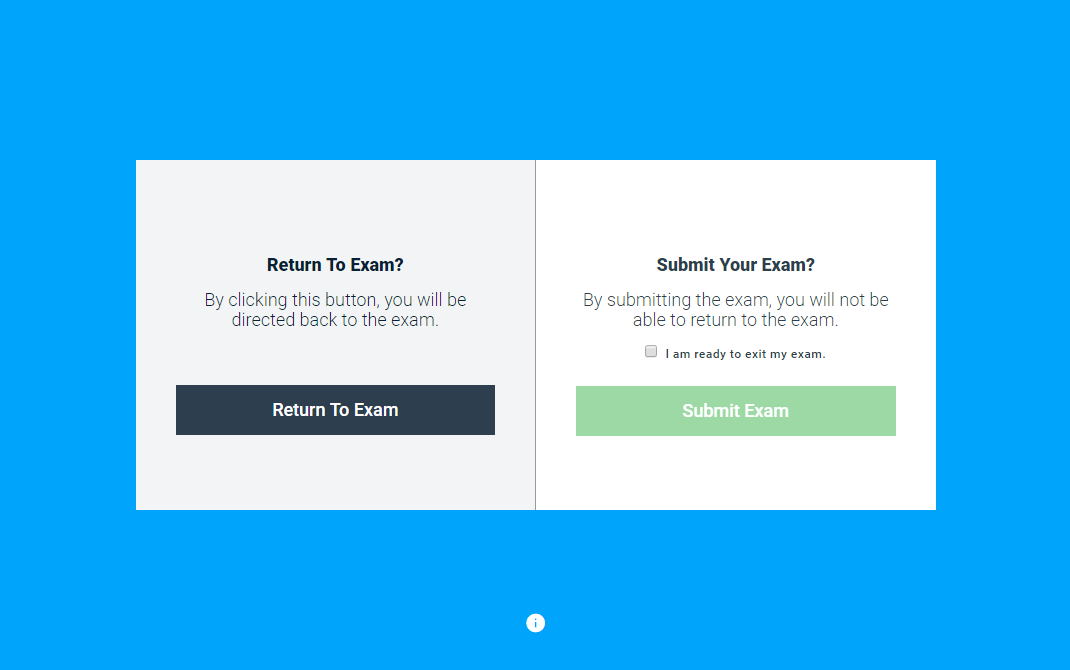 Return To Exam?
By clicking this button, you will be
directed back to the exam.
Return To Exam
Submit Your Exam?
By submitting the exam, you will not be
able to return to the exam.
I am ready to exit my exam.
Submit Exam